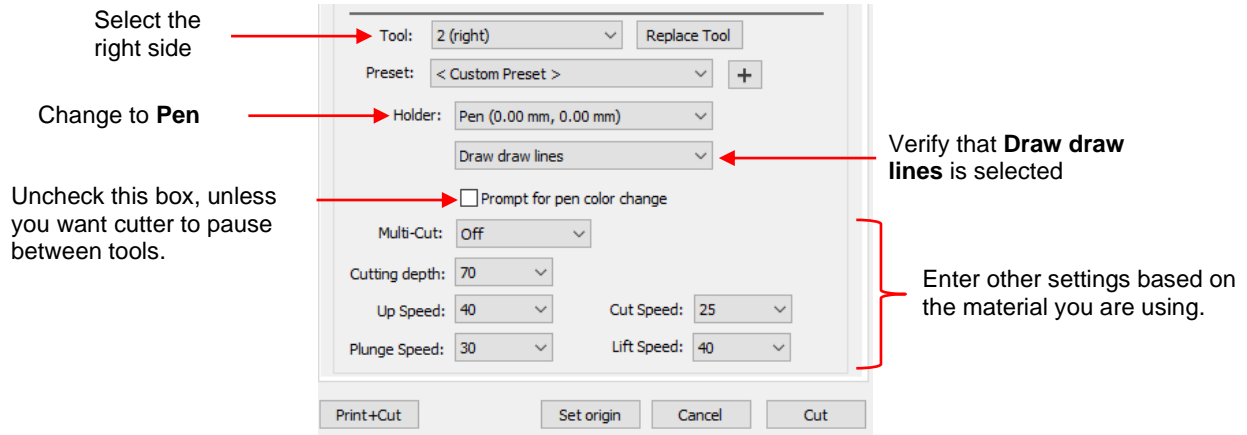 Select the
right side
Tool: 2 (right) Replace Tool
Preset: < Custom Preset > +
Change to Pen
Holder: Pen (0.00 mm, 0.00 mm)
Draw draw lines
Verify that Draw draw
lines is selected
Uncheck this box, unless
you want cutter to pause
between tools.
Prompt for pen color change
Multi-Cut: Off
Cutting depth: 70
Up Speed: 40 Cut Speed: 25
Plunge Speed: 30 Lift Speed: 40
Enter other settings based on
the material you are using.
Print+Cut Set origin Cancel Cut